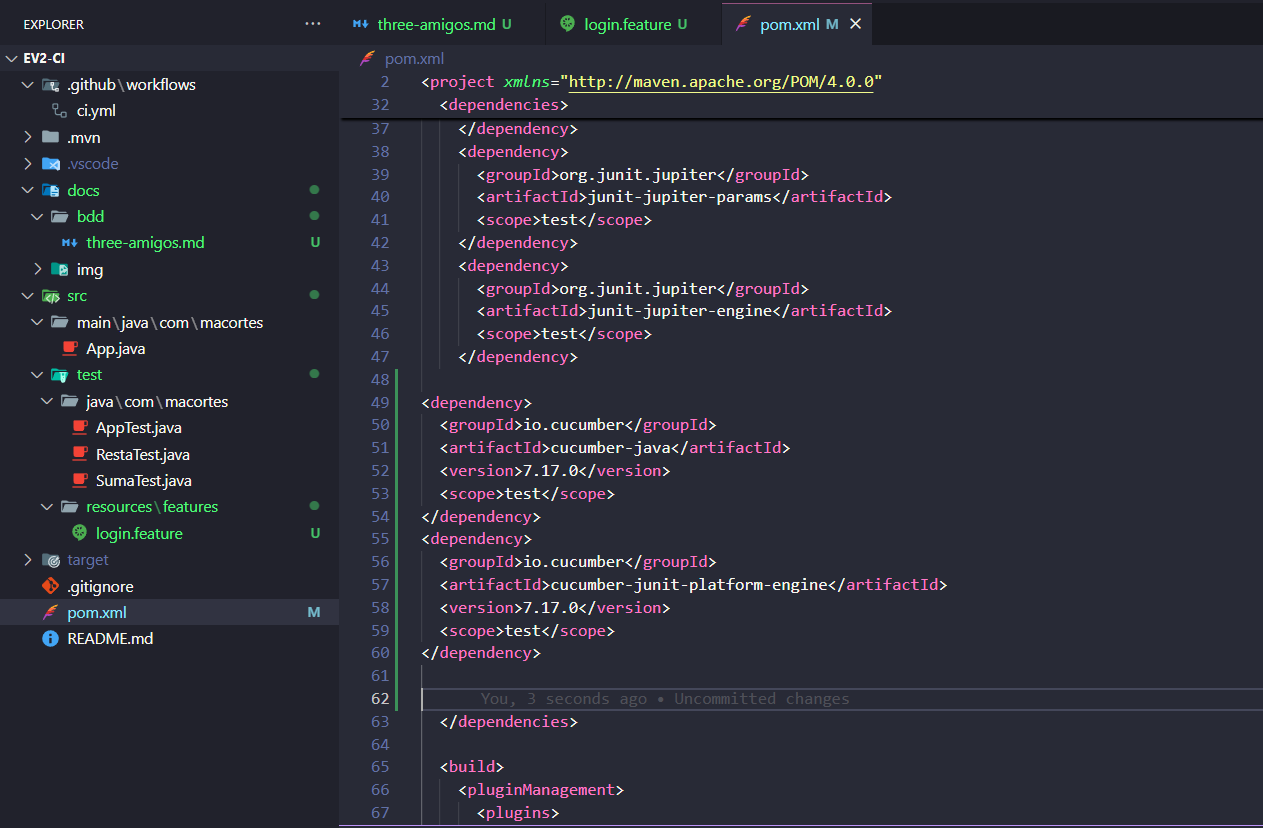 EXPLORER
EV2-CI
.github\workflows
ci.yml
.mvn
.vscode
docs
bdd
three-amigos.md U
img
src
main\java\com\macortes
App.java
test
java\com\macortes
AppTest.java
RestaTest.java
SumaTest.java
resources\features
login.feature U
target
.gitignore
pom.xml M
README.md
three-amigos.md U
login.feature U
pom.xml M
pom.xml
2 <project xmlns="http://maven.apache.org/POM/4.0.0"
32 <dependencies>
37 </dependency>
38 <dependency>
39 <groupId>org.junit.jupiter</groupId>
40 <artifactId>junit-jupiter-params</artifactId>
41 <scope>test</scope>
42 </dependency>
43 <dependency>
44 <groupId>org.junit.jupiter</groupId>
45 <artifactId>junit-jupiter-engine</artifactId>
46 <scope>test</scope>
47 </dependency>
48
49 <dependency>
50 <groupId>io.cucumber</groupId>
51 <artifactId>cucumber-java</artifactId>
52 <version>7.17.0</version>
53 <scope>test</scope>
54 </dependency>
55 <dependency>
56 <groupId>io.cucumber</groupId>
57 <artifactId>cucumber-junit-platform-engine</artifactId>
58 <version>7.17.0</version>
59 <scope>test</scope>
60 </dependency>
61
62 You, 3 seconds ago • Uncommitted changes
63 </dependencies>
64
65 <build>
66 <pluginManagement>
67 <plugins>